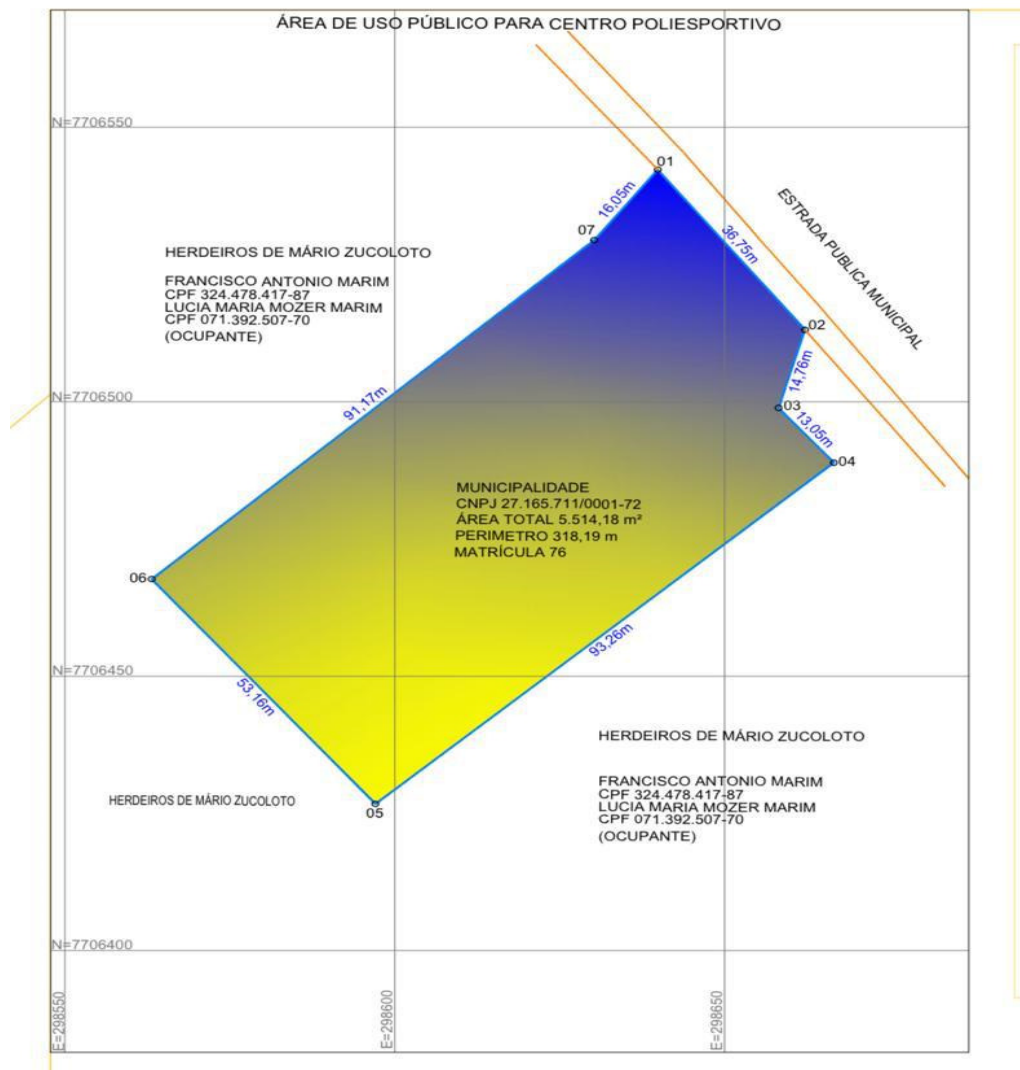 ÁREA DE USO PÚBLICO PARA CENTRO POLIESPORTIVO
N=7706550
01
16,05m
36,75m
ESTRADA PUBLICA MUNICIPAL
07
HERDEIROS DE MÁRIO ZUCOLOTO
FRANCISCO ANTONIO MARIM
CPF 324.478.417-87
LUCIA MARIA MOZER MARIM
CPF 071.392.507-70
(OCUPANTE)
02
14,76m
N=7706500
91,17m
03
13,05m
04
MUNICIPALIDADE
CNPJ 27.165.711/0001-72
ÁREA TOTAL 5.514,18 m²
PERIMETRO 318,19 m
MATRÍCULA 76
06
93,26m
N=7706450
53,16m
HERDEIROS DE MÁRIO ZUCOLOTO
FRANCISCO ANTONIO MARIM
CPF 324.478.417-87
LUCIA MARIA MOZER MARIM
CPF 071.392.507-70
(OCUPANTE)
HERDEIROS DE MÁRIO ZUCOLOTO
05
N=7706400
E=298550
E=298600
E=298650